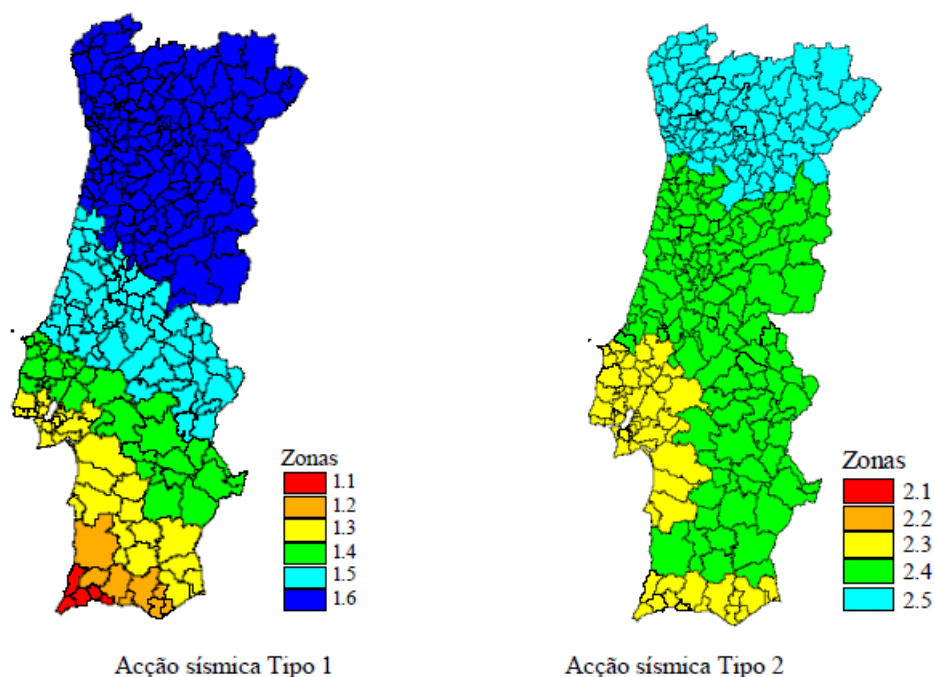 Zonas
1.1
1.2
1.3
1.4
1.5
1.6
Acção sísmica Tipo 1
Zonas
2.1
2.2
2.3
2.4
2.5
Acção sísmica Tipo 2